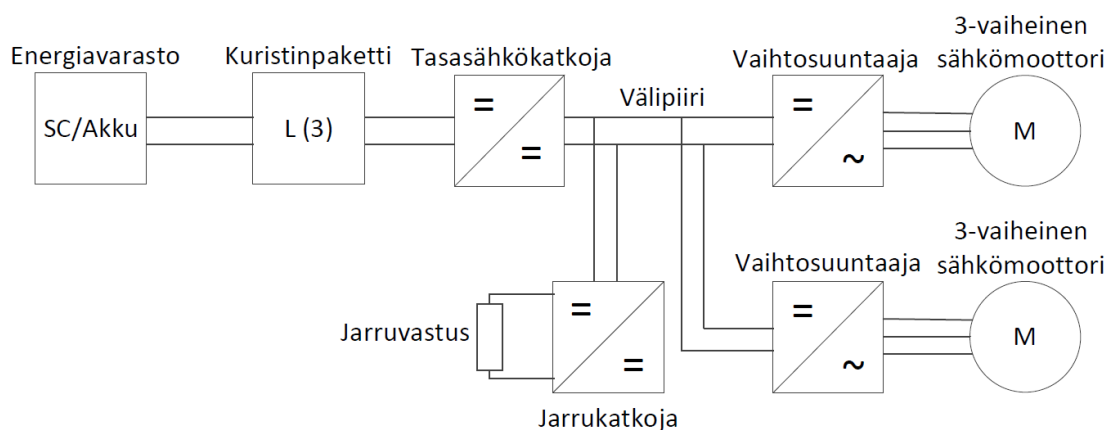 Energiavarasto
SC/Akku
Kuristinpaketti
L (3)
Tasasähkökatkoja
=
=
Välipiiri
Vaihtosuuntaaja
=
~
3-vaiheinen
sähkömoottori
M
Jarruvastus
=
=
Jarrukatkoja
Vaihtosuuntaaja
=
~
3-vaiheinen
sähkömoottori
M